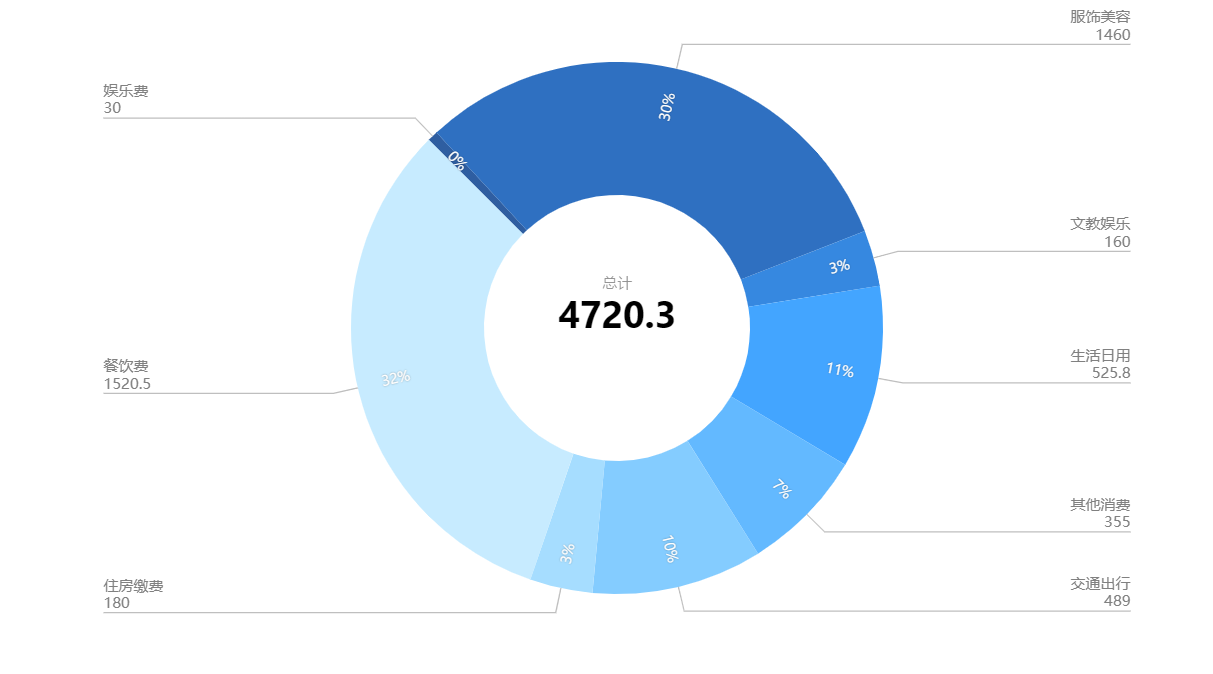 服饰美容
1460
娱乐费
30
30%
0%
文教娱乐
160
3%
总计
4720.3
生活日用
525.8
11%
餐饮费
1520.5
32%
其他消费
355
7%
交通出行
489
10%
3%
住房缴费
180